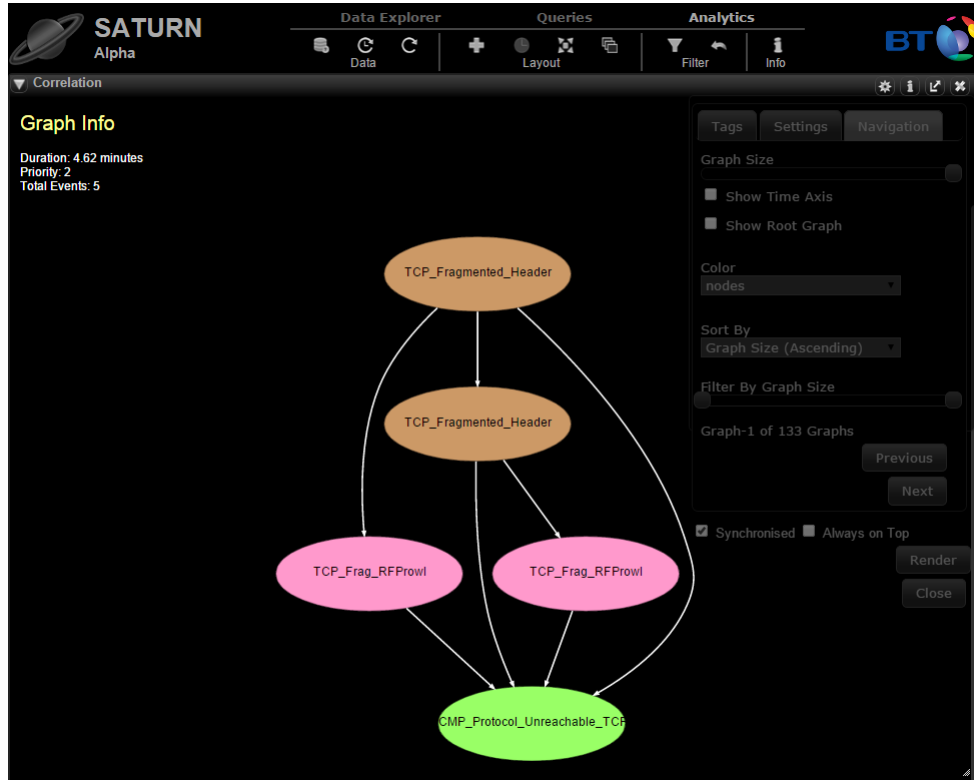 SATURN
Alpha
Data Explorer Queries Analytics
Data Layout Filter Info
BT
Correlation
Graph Info
Duration: 4.62 minutes
Priority: 2
Total Events: 5
Tags Settings Navigation
Graph Size
Show Time Axis
Show Root Graph
Color
nodes
Sort By
Graph Size (Ascending)
Filter By Graph Size
Graph-1 of 133 Graphs
Previous
Next
Synchronised Always on Top
Render
Close
TCP_Fragmented_Header
TCP_Fragmented_Header
TCP_Frag_RFProwl TCP_Frag_RFProwl
CMP_Protocol_Unreachable_TCP